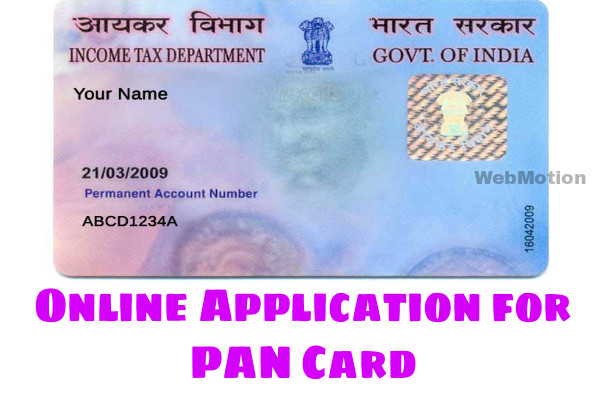 आयकर विभाग
भारत सरकार
INCOME TAX DEPARTMENT
GOVT. OF INDIA
Your Name
WebMotion
21/03/2009
Permanent Account Number
ABCD1234A
16042009
ONLINE APPLICATION FOR
PAN CARD